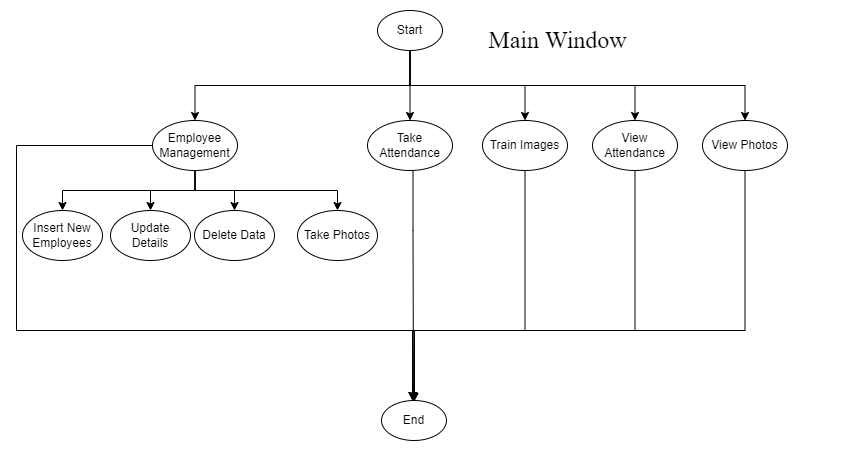 Start
Main Window
Employee
Management
Take
Attendance
Train Images
View
Attendance
View Photos
Insert New
Employees
Update
Details
Delete Data
Take Photos
End